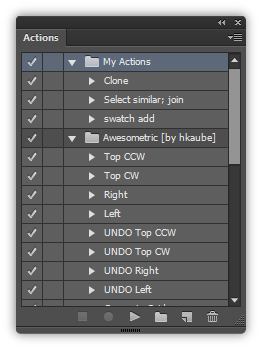 Actions
My Actions
Clone
Select similar; join
swatch add
Awesometric [by hkaube]
Top CCW
Top CW
Right
Left
UNDO Top CCW
UNDO Top CW
UNDO Right
UNDO Left